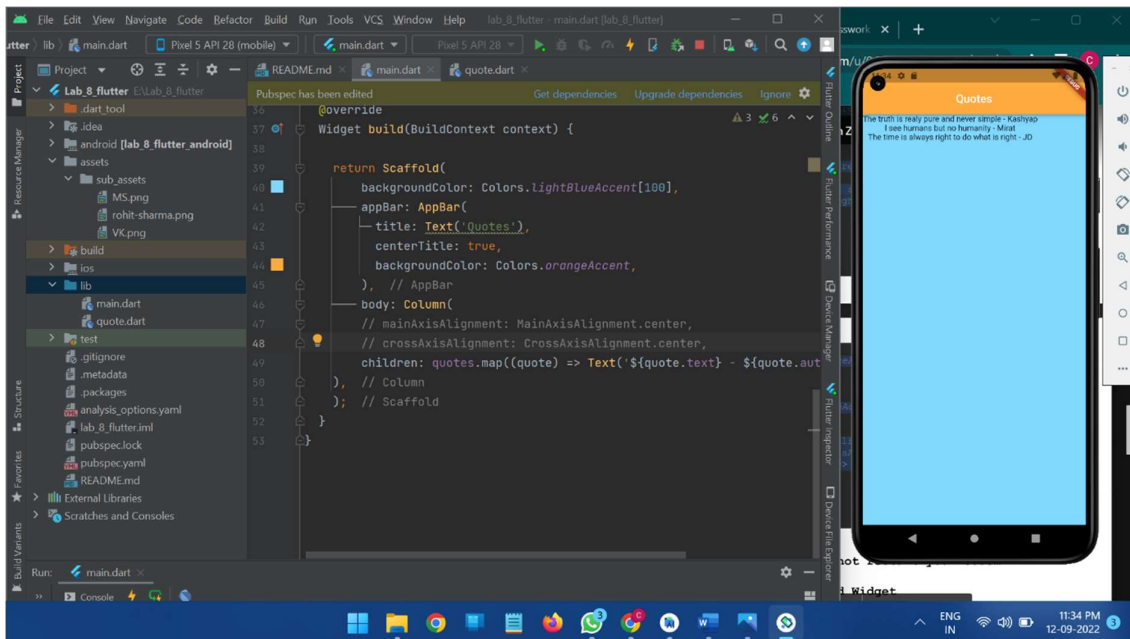 File Edit View Navigate Code Refactor Build Run Tools VCS Window Help lab_8_flutter - main.dart [lab_8_flutter]
utter lib main.dart Pixel 5 API 28 (mobile) main.dart Pixel 5 API 28
Project README.md main.dart quote.dart
Lab_8_flutter E:\Lab_8_flutter
.dart_tool
.idea
android [lab_8_flutter_android]
assets
sub_assets
MS.png
rohit-sharma.png
VK.png
build
ios
lib
main.dart
quote.dart
test
.gitignore
.metadata
.packages
analysis_options.yaml
lab_8_flutter.iml
pubspec.lock
pubspec.yaml
README.md
External Libraries
Scratches and Consoles
Project
Resource Manager
Structure
Favorites
Build Variants
Pubspec has been edited Get dependencies Upgrade dependencies Ignore
3 6
36 @override
37 Widget build(BuildContext context) {
38
39 return Scaffold(
40 backgroundColor: Colors.lightBlueAccent[100],
41 appBar: AppBar(
42 title: Text('Quotes'),
43 centerTitle: true,
44 backgroundColor: Colors.orangeAccent,
45 ), // AppBar
46 body: Column(
47 // mainAxisAlignment: MainAxisAlignment.center,
48 // crossAxisAlignment: CrossAxisAlignment.center,
49 children: quotes.map((quote) => Text('${quote.text} - ${quote.aut
50 ), // Column
51 ); // Scaffold
52 }
53 }
Flutter Outline
Flutter Performance
Device Manager
Flutter Inspector
Device File Explorer
Run: main.dart
Console
sswork
m/u/
Quotes
The truth is realy pure and never simple - Kashyap
I see humans but no humanity - Mirat
The time is always right to do what is right - JD
Widget
ENG
IN
11:34 PM
12-09-2022
3